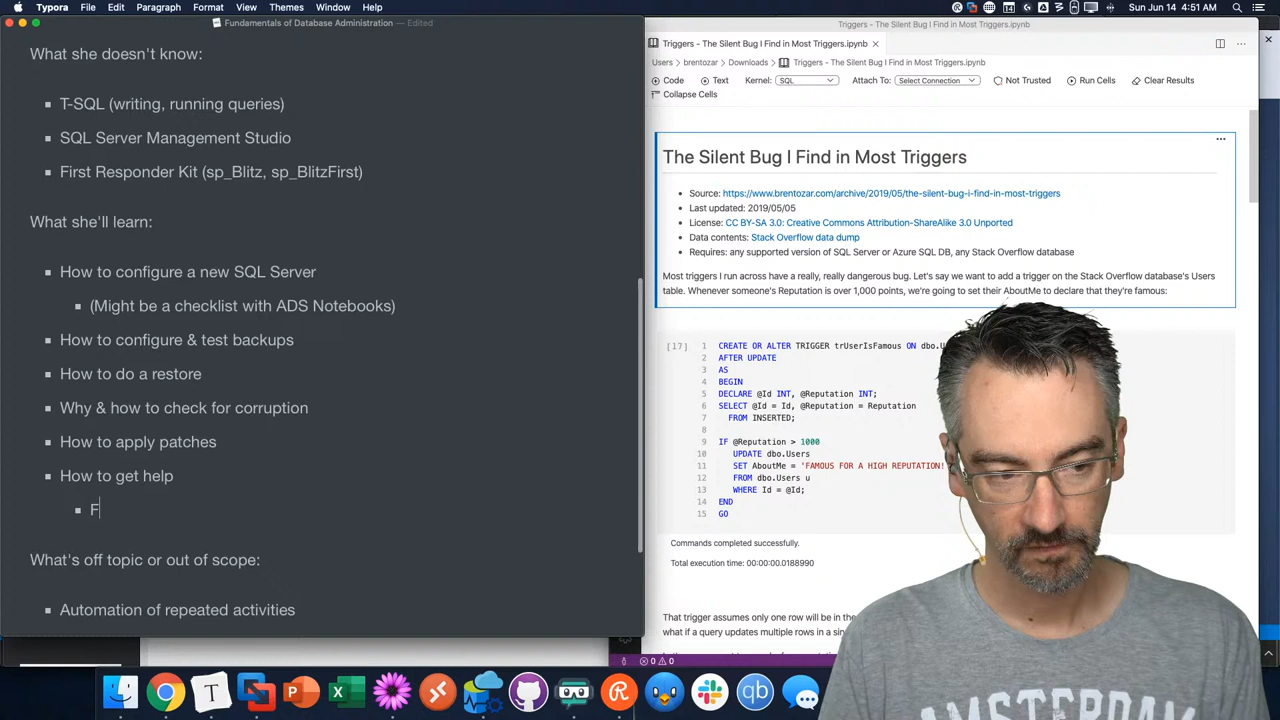 Typora File Edit Paragraph Format View Themes Window Help
Sun Jun 14 4:51 AM
Fundamentals of Database Administration — Edited
What she doesn't know:
T-SQL (writing, running queries)
SQL Server Management Studio
First Responder Kit (sp_Blitz, sp_BlitzFirst)
What she'll learn:
How to configure a new SQL Server
(Might be a checklist with ADS Notebooks)
How to configure & test backups
How to do a restore
Why & how to check for corruption
How to apply patches
How to get help
F
What's off topic or out of scope:
Automation of repeated activities
Triggers - The Silent Bug I Find in Most Triggers.ipynb
Triggers - The Silent Bug I Find in Most Triggers.ipynb
Users > brentozar > Downloads > Triggers - The Silent Bug I Find in Most Triggers.ipynb
Code Text Kernel: SQL Attach To: Select Connection Not Trusted Run Cells Clear Results
Collapse Cells
The Silent Bug I Find in Most Triggers
Source: https://www.brentozar.com/archive/2019/05/the-silent-bug-i-find-in-most-triggers
Last updated: 2019/05/05
License: CC BY-SA 3.0: Creative Commons Attribution-ShareAlike 3.0 Unported
Data contents: Stack Overflow data dump
Requires: any supported version of SQL Server or Azure SQL DB, any Stack Overflow database
Most triggers I run across have a really, really dangerous bug. Let's say we want to add a trigger on the Stack Overflow database's Users
table. Whenever someone's Reputation is over 1,000 points, we're going to set their AboutMe to declare that they're famous:
[17] 1 CREATE OR ALTER TRIGGER trUserIsFamous ON dbo.U
2 AFTER UPDATE
3 AS
4 BEGIN
5 DECLARE @Id INT, @Reputation INT;
6 SELECT @Id = Id, @Reputation = Reputation
7 FROM INSERTED;
8
9 IF @Reputation > 1000
10 UPDATE dbo.Users
11 SET AboutMe = 'FAMOUS FOR A HIGH REPUTATION!
12 FROM dbo.Users u
13 WHERE Id = @Id;
14 END
15 GO
Commands completed successfully.
Total execution time: 00:00:00.0188990
That trigger assumes only one row will be in the
what if a query updates multiple rows in a sin
0 0
AMSTERDAM